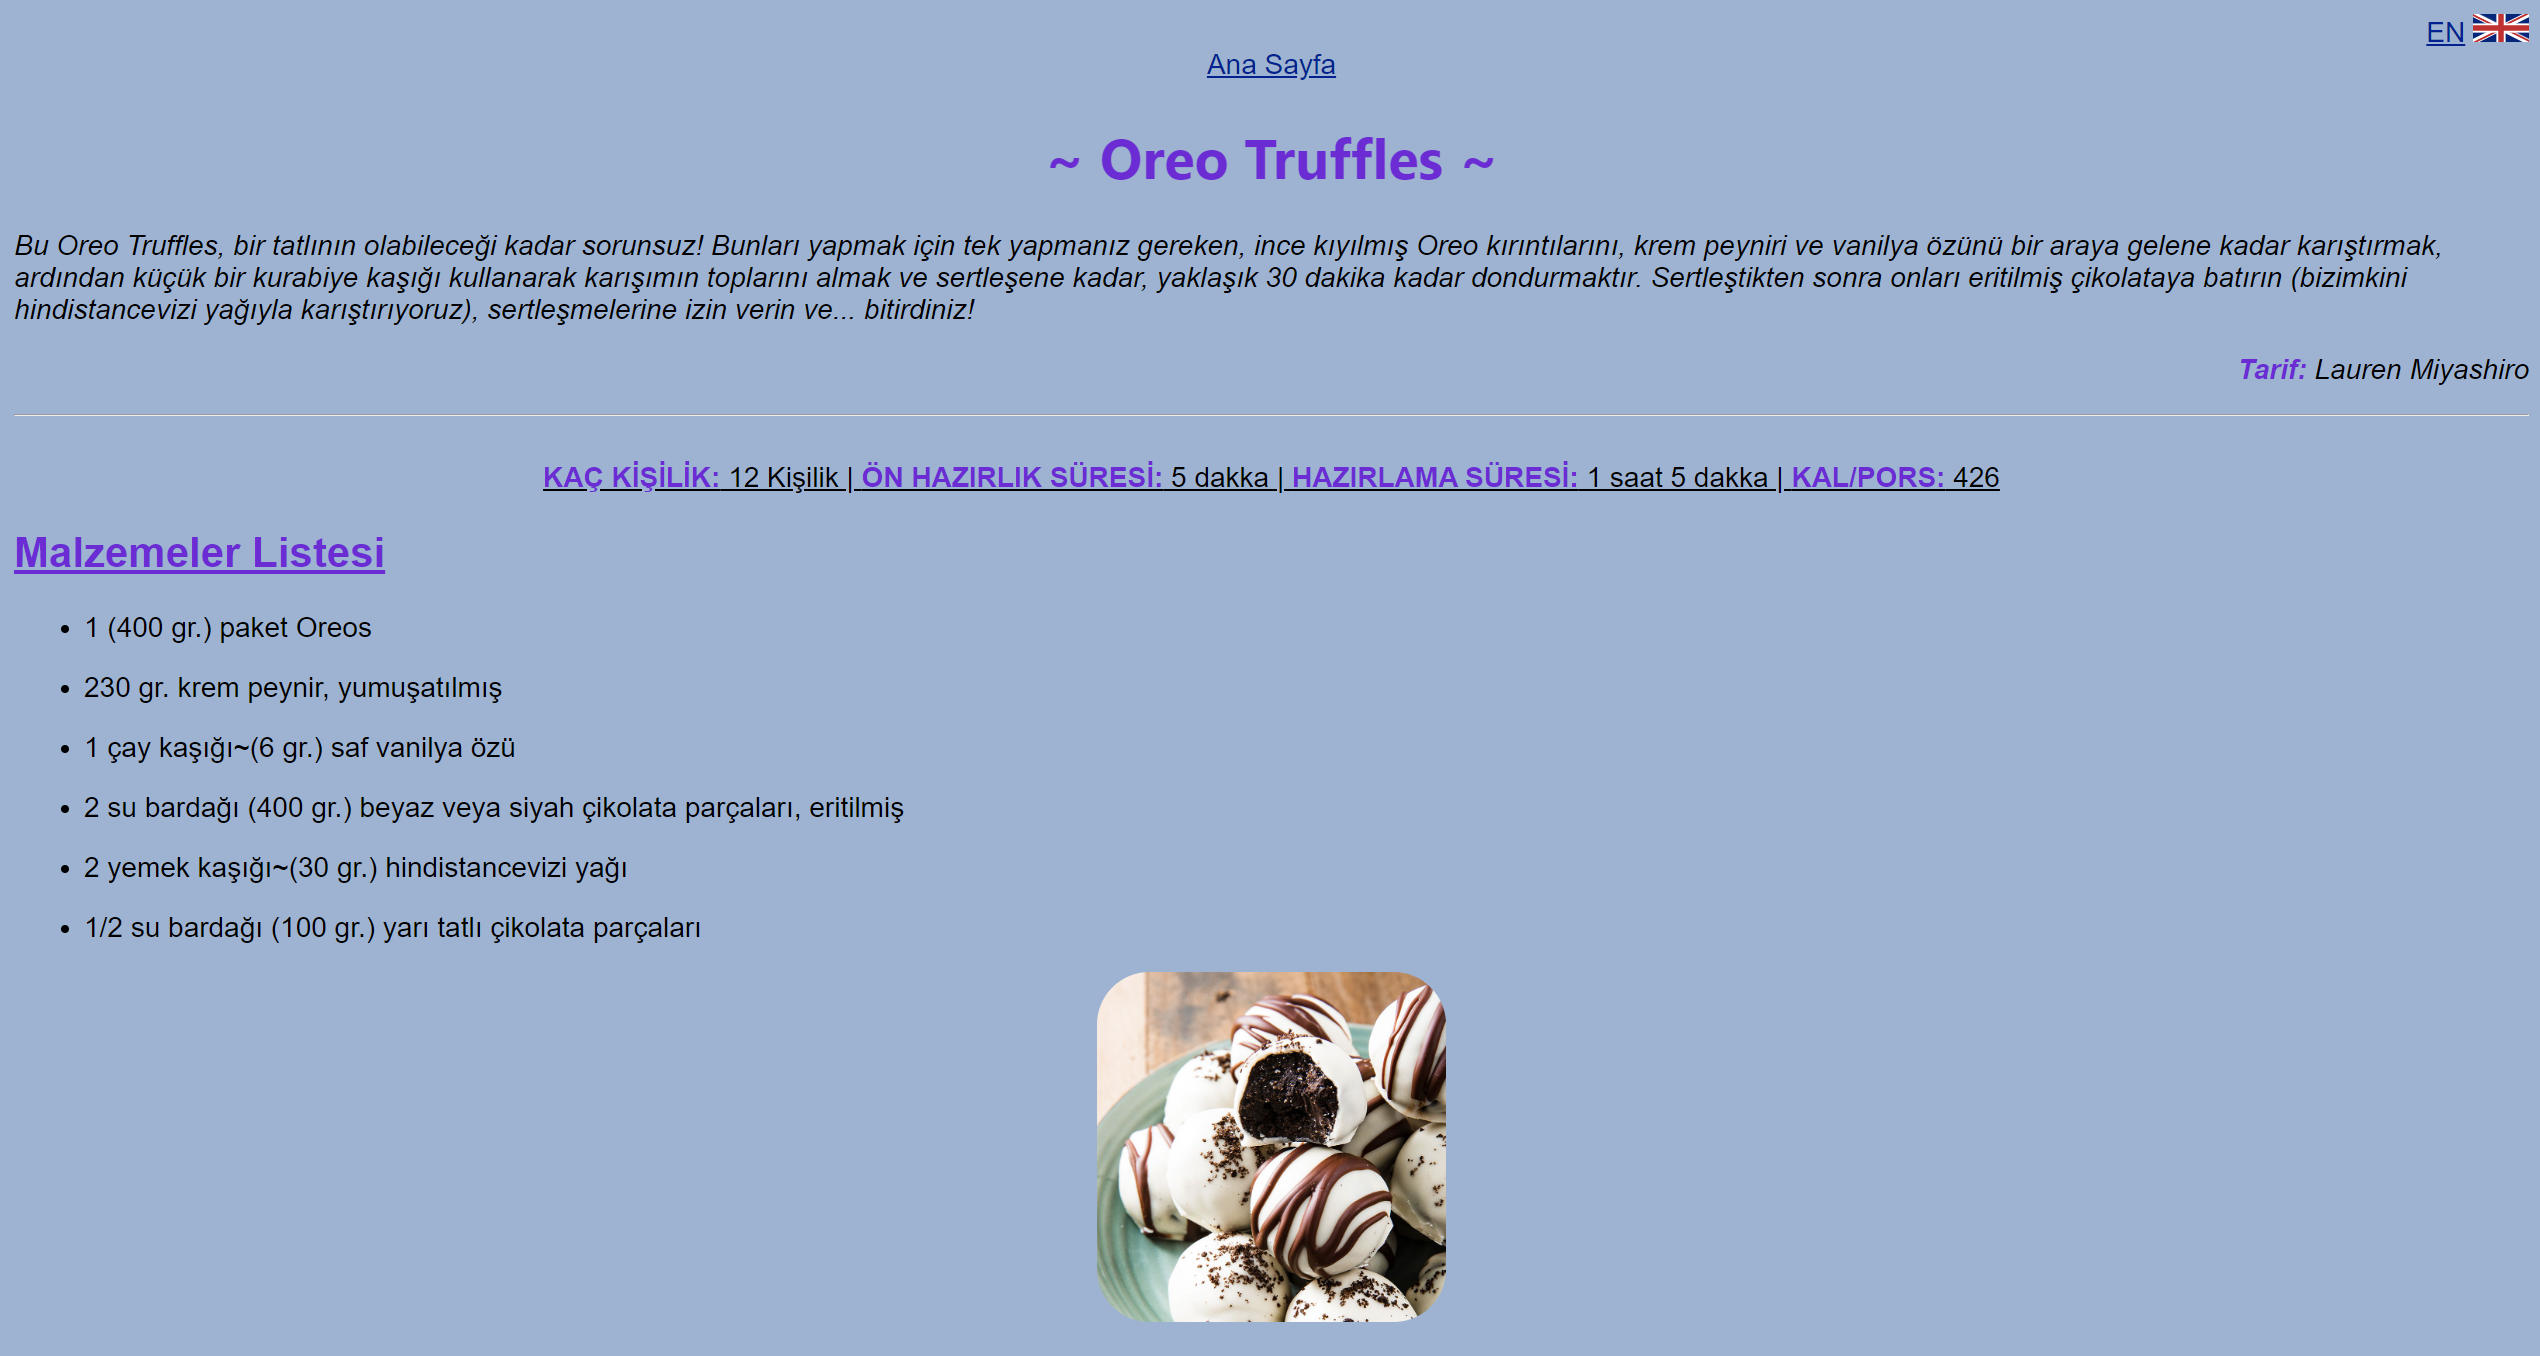 EN
Ana Sayfa
~ Oreo Truffles ~
Bu Oreo Truffles, bir tatlının olabileceği kadar sorunsuz! Bunları yapmak için tek yapmanız gereken, ince kıyılmış Oreo kırıntılarını, krem peyniri ve vanilya özünü bir araya gelene kadar karıştırmak,
ardından küçük bir kurabiye kaşığı kullanarak karışımın toplarını almak ve sertleşene kadar, yaklaşık 30 dakika kadar dondurmaktır. Sertleştikten sonra onları eritilmiş çikolataya batırın (bizimkini
hindistancevizi yağıyla karıştırıyoruz), sertleşmelerine izin verin ve... bitirdiniz!
Tarif: Lauren Miyashiro
KAÇ KİŞİLİK: 12 Kişilik | ÖN HAZIRLIK SÜRESİ: 5 dakka | HAZIRLAMA SÜRESİ: 1 saat 5 dakka | KAL/PORS: 426
Malzemeler Listesi
• 1 (400 gr.) paket Oreos
• 230 gr. krem peynir, yumuşatılmış
• 1 çay kaşığı~(6 gr.) saf vanilya özü
• 2 su bardağı (400 gr.) beyaz veya siyah çikolata parçaları, eritilmiş
• 2 yemek kaşığı~(30 gr.) hindistancevizi yağı
• 1/2 su bardağı (100 gr.) yarı tatlı çikolata parçaları